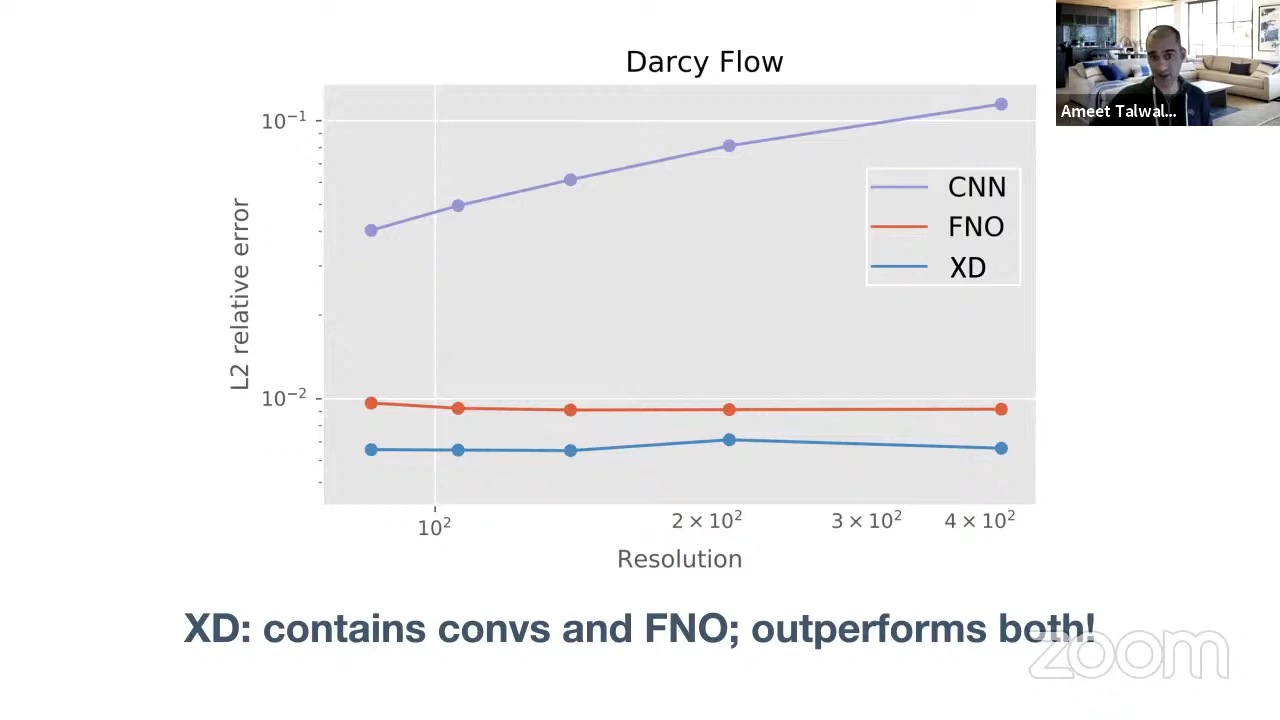 Darcy Flow
Ameet Talwal...
10⁻¹
CNN
FNO
XD
L2 relative error
10⁻²
10²
2 × 10²
3 × 10²
4 × 10²
Resolution
XD: contains convs and FNO; outperforms both!
zoom